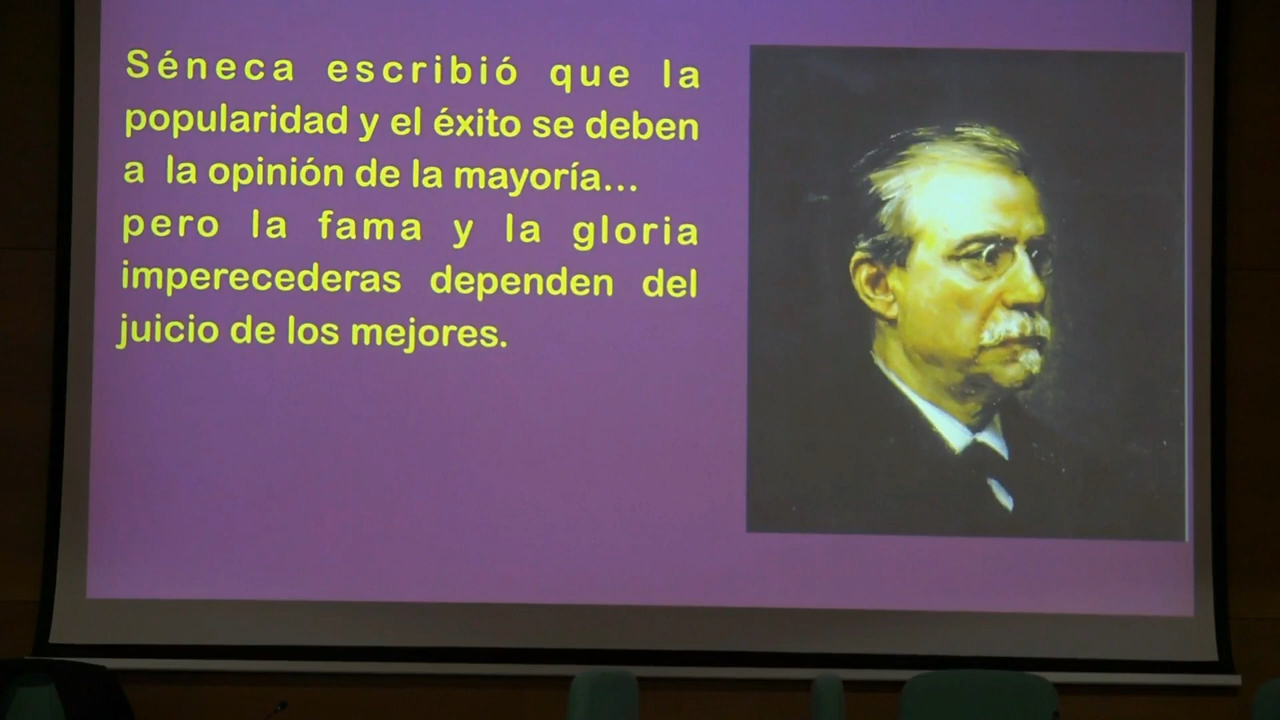 Séneca escribió que la
popularidad y el éxito se deben
a la opinión de la mayoría...
pero la fama y la gloria
imperecederas dependen del
juicio de los mejores.